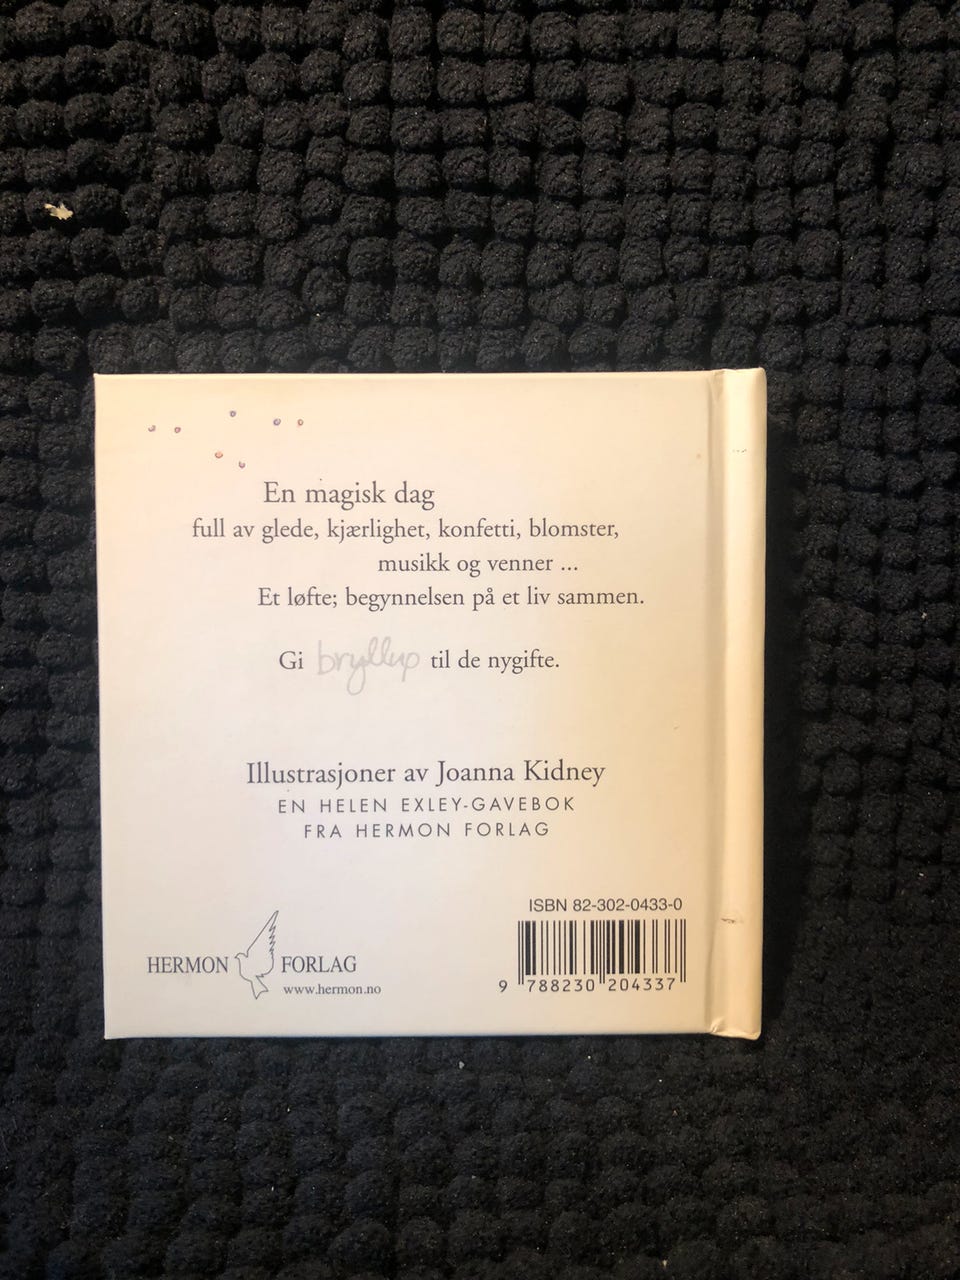 En magisk dag
full av glede, kjærlighet, konfetti, blomster,
musikk og venner ...
Et løfte; begynnelsen på et liv sammen.
Gi bryllup til de nygifte.
Illustrasjoner av Joanna Kidney
EN HELEN EXLEY-GAVEBOK
FRA HERMON FORLAG
ISBN 82-302-0433-0
HERMON FORLAG
www.hermon.no
9 788230 204337